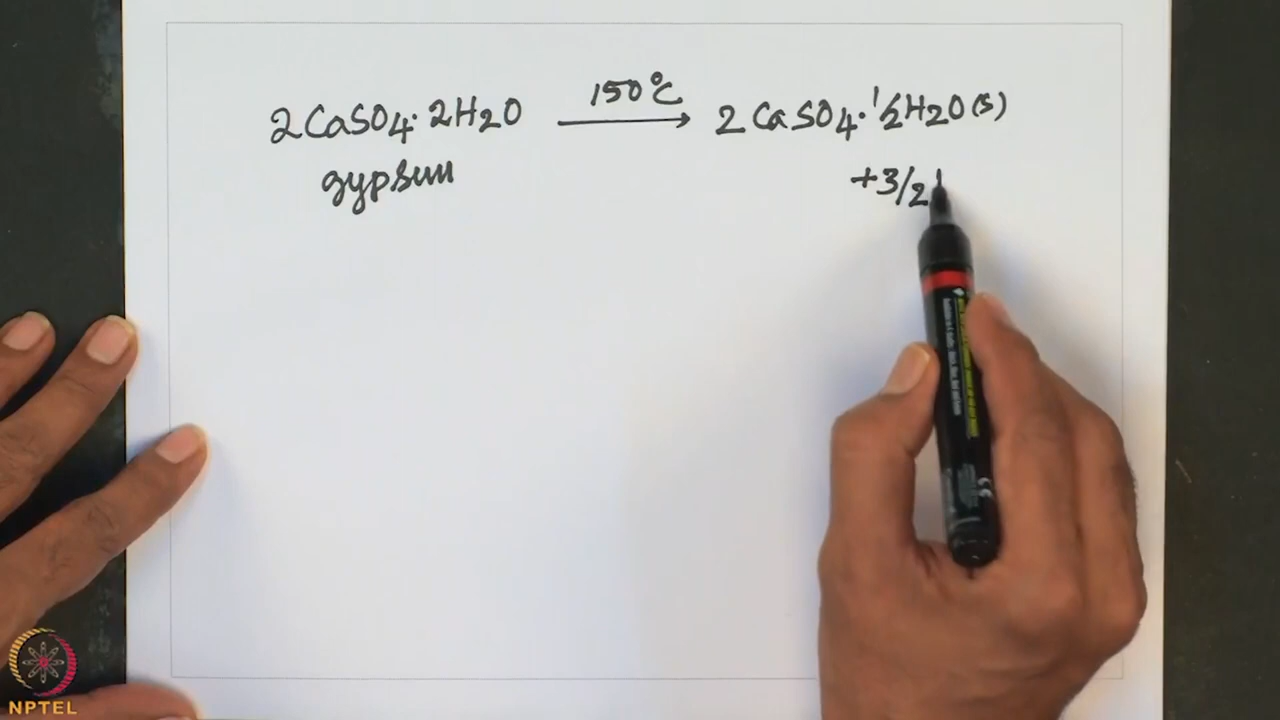 2CaSO4·2H2O 150°C → 2CaSO4·1/2H2O(s)
gypsum +3/2
NPTEL